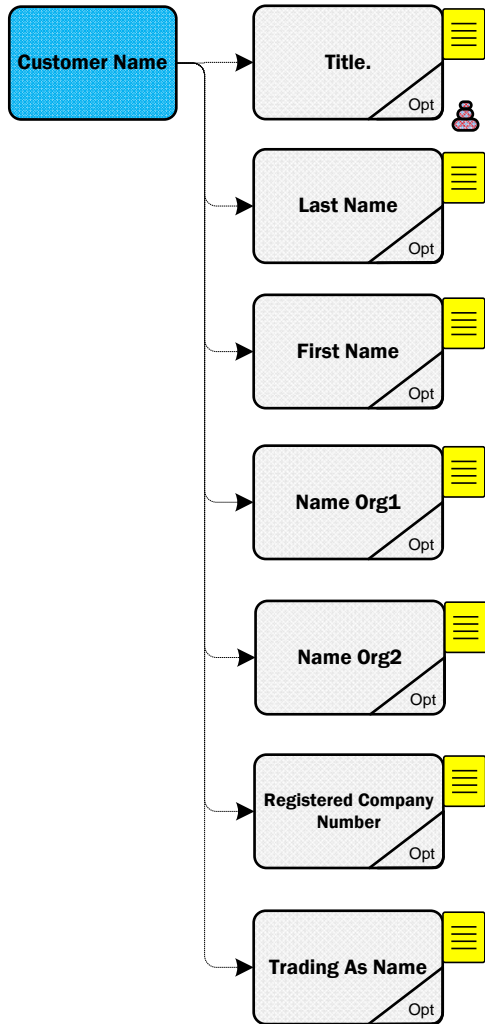 Customer Name
Title.
Opt
Last Name
Opt
First Name
Opt
Name Org1
Opt
Name Org2
Opt
Registered Company
Number
Opt
Trading As Name
Opt